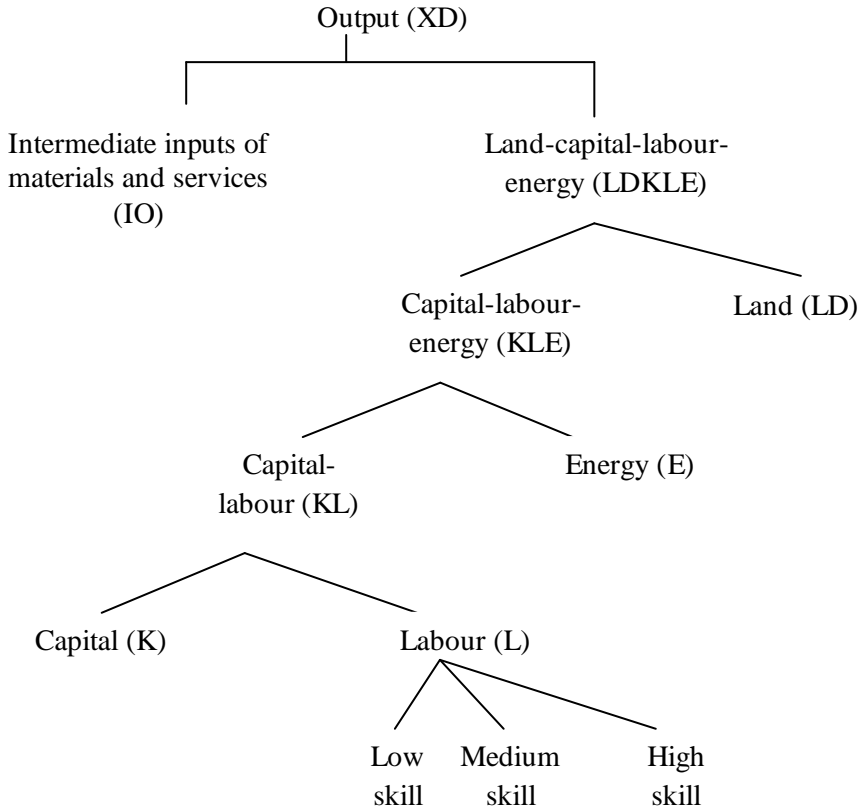 Output (XD)
Intermediate inputs of
materials and services
(IO)
Land-capital-labour-
energy (LDKLE)
Capital-labour-
energy (KLE)
Land (LD)
Capital-
labour (KL)
Energy (E)
Capital (K)
Labour (L)
Low
skill
Medium
skill
High
skill